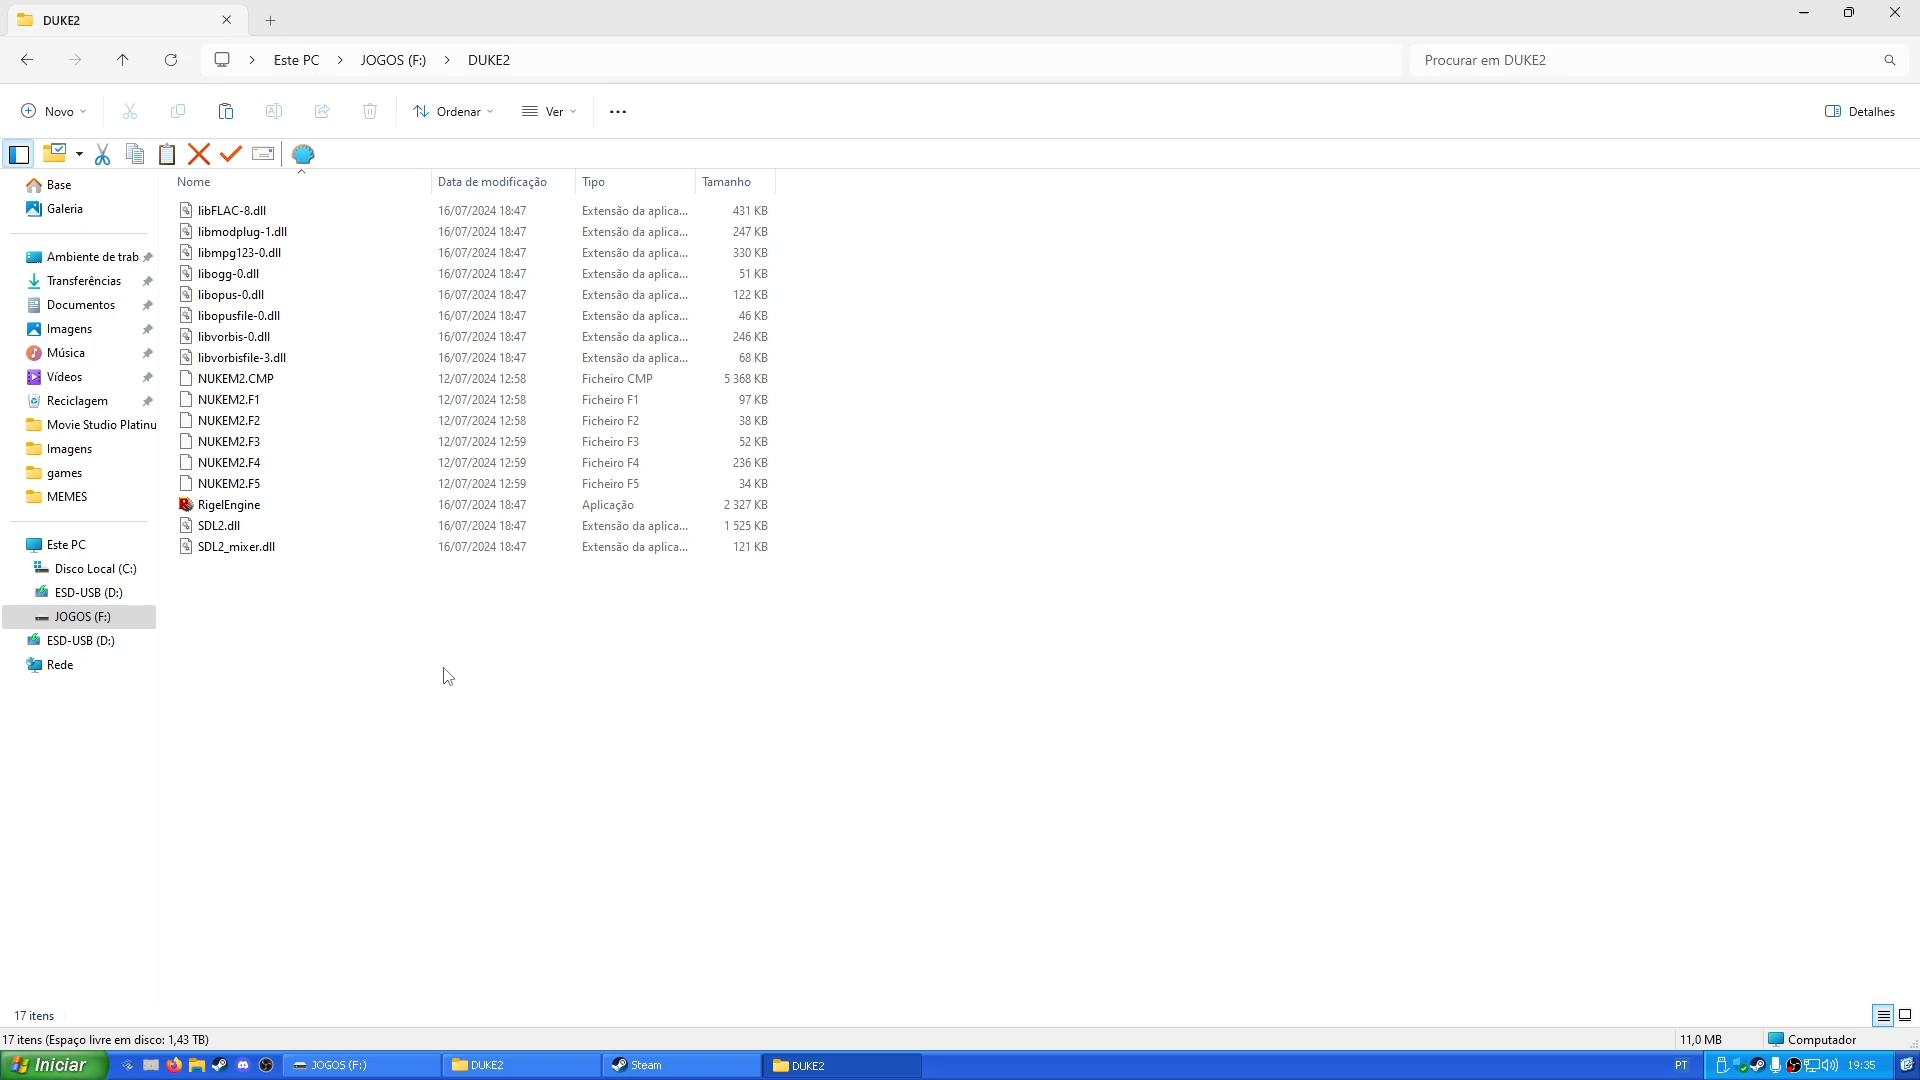 DUKE2
Este PC
JOGOS (F:)
DUKE2
Procurar em DUKE2
Novo
Ordenar
Ver
Detalhes
Base
Galeria
Ambiente de trab
Transferências
Documentos
Imagens
Música
Vídeos
Reciclagem
Movie Studio Platinu
Imagens
games
MEMES
Este PC
Disco Local (C:)
ESD-USB (D:)
JOGOS (F:)
ESD-USB (D:)
Rede
Nome Data de modificação Tipo Tamanho
libFLAC-8.dll 16/07/2024 18:47 Extensão da aplica... 431 KB
libmodplug-1.dll 16/07/2024 18:47 Extensão da aplica... 247 KB
libmpg123-0.dll 16/07/2024 18:47 Extensão da aplica... 330 KB
libogg-0.dll 16/07/2024 18:47 Extensão da aplica... 51 KB
libopus-0.dll 16/07/2024 18:47 Extensão da aplica... 122 KB
libopusfile-0.dll 16/07/2024 18:47 Extensão da aplica... 46 KB
libvorbis-0.dll 16/07/2024 18:47 Extensão da aplica... 246 KB
libvorbisfile-3.dll 16/07/2024 18:47 Extensão da aplica... 68 KB
NUKEM2.CMP 12/07/2024 12:58 Ficheiro CMP 5 368 KB
NUKEM2.F1 12/07/2024 12:58 Ficheiro F1 97 KB
NUKEM2.F2 12/07/2024 12:58 Ficheiro F2 38 KB
NUKEM2.F3 12/07/2024 12:59 Ficheiro F3 52 KB
NUKEM2.F4 12/07/2024 12:59 Ficheiro F4 236 KB
NUKEM2.F5 12/07/2024 12:59 Ficheiro F5 34 KB
RigelEngine 16/07/2024 18:47 Aplicação 2 327 KB
SDL2.dll 16/07/2024 18:47 Extensão da aplica... 1 525 KB
SDL2_mixer.dll 16/07/2024 18:47 Extensão da aplica... 121 KB
17 itens
17 itens (Espaço livre em disco: 1,43 TB) 11,0 MB Computador
Iniciar JOGOS (F:) DUKE2 Steam DUKE2 PT 19:35